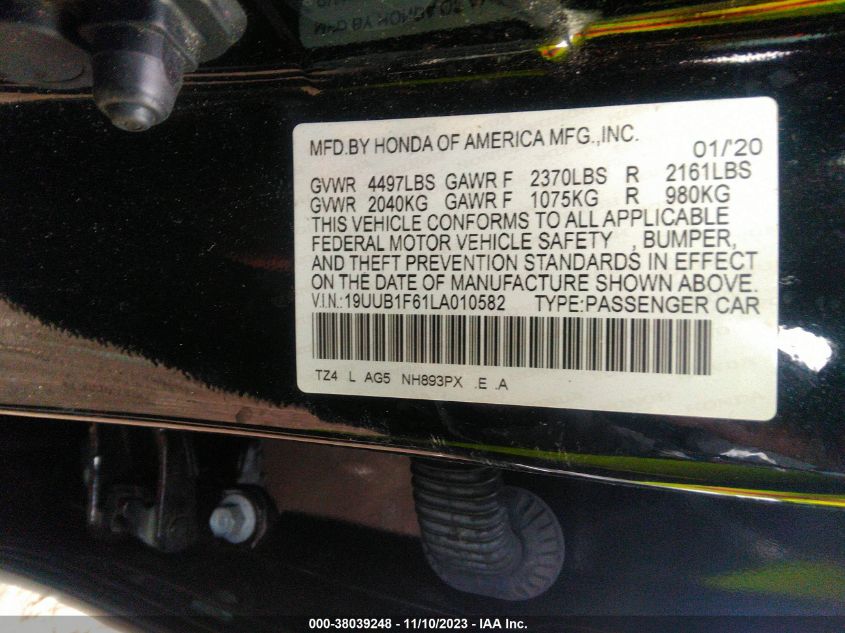 MFD.BY HONDA OF AMERICA MFG.,INC. 01/'20
GVWR 4497LBS GAWR F 2370LBS R 2161LBS
GVWR 2040KG GAWR F 1075KG R 980KG
THIS VEHICLE CONFORMS TO ALL APPLICABLE
FEDERAL MOTOR VEHICLE SAFETY , BUMPER,
AND THEFT PREVENTION STANDARDS IN EFFECT
ON THE DATE OF MANUFACTURE SHOWN ABOVE.
V.I.N.:19UUB1F61LA010582 TYPE:PASSENGER CAR
TZ4 L AG5 NH893PX .E .A
000-38039248 - 11/10/2023 - IAA Inc.